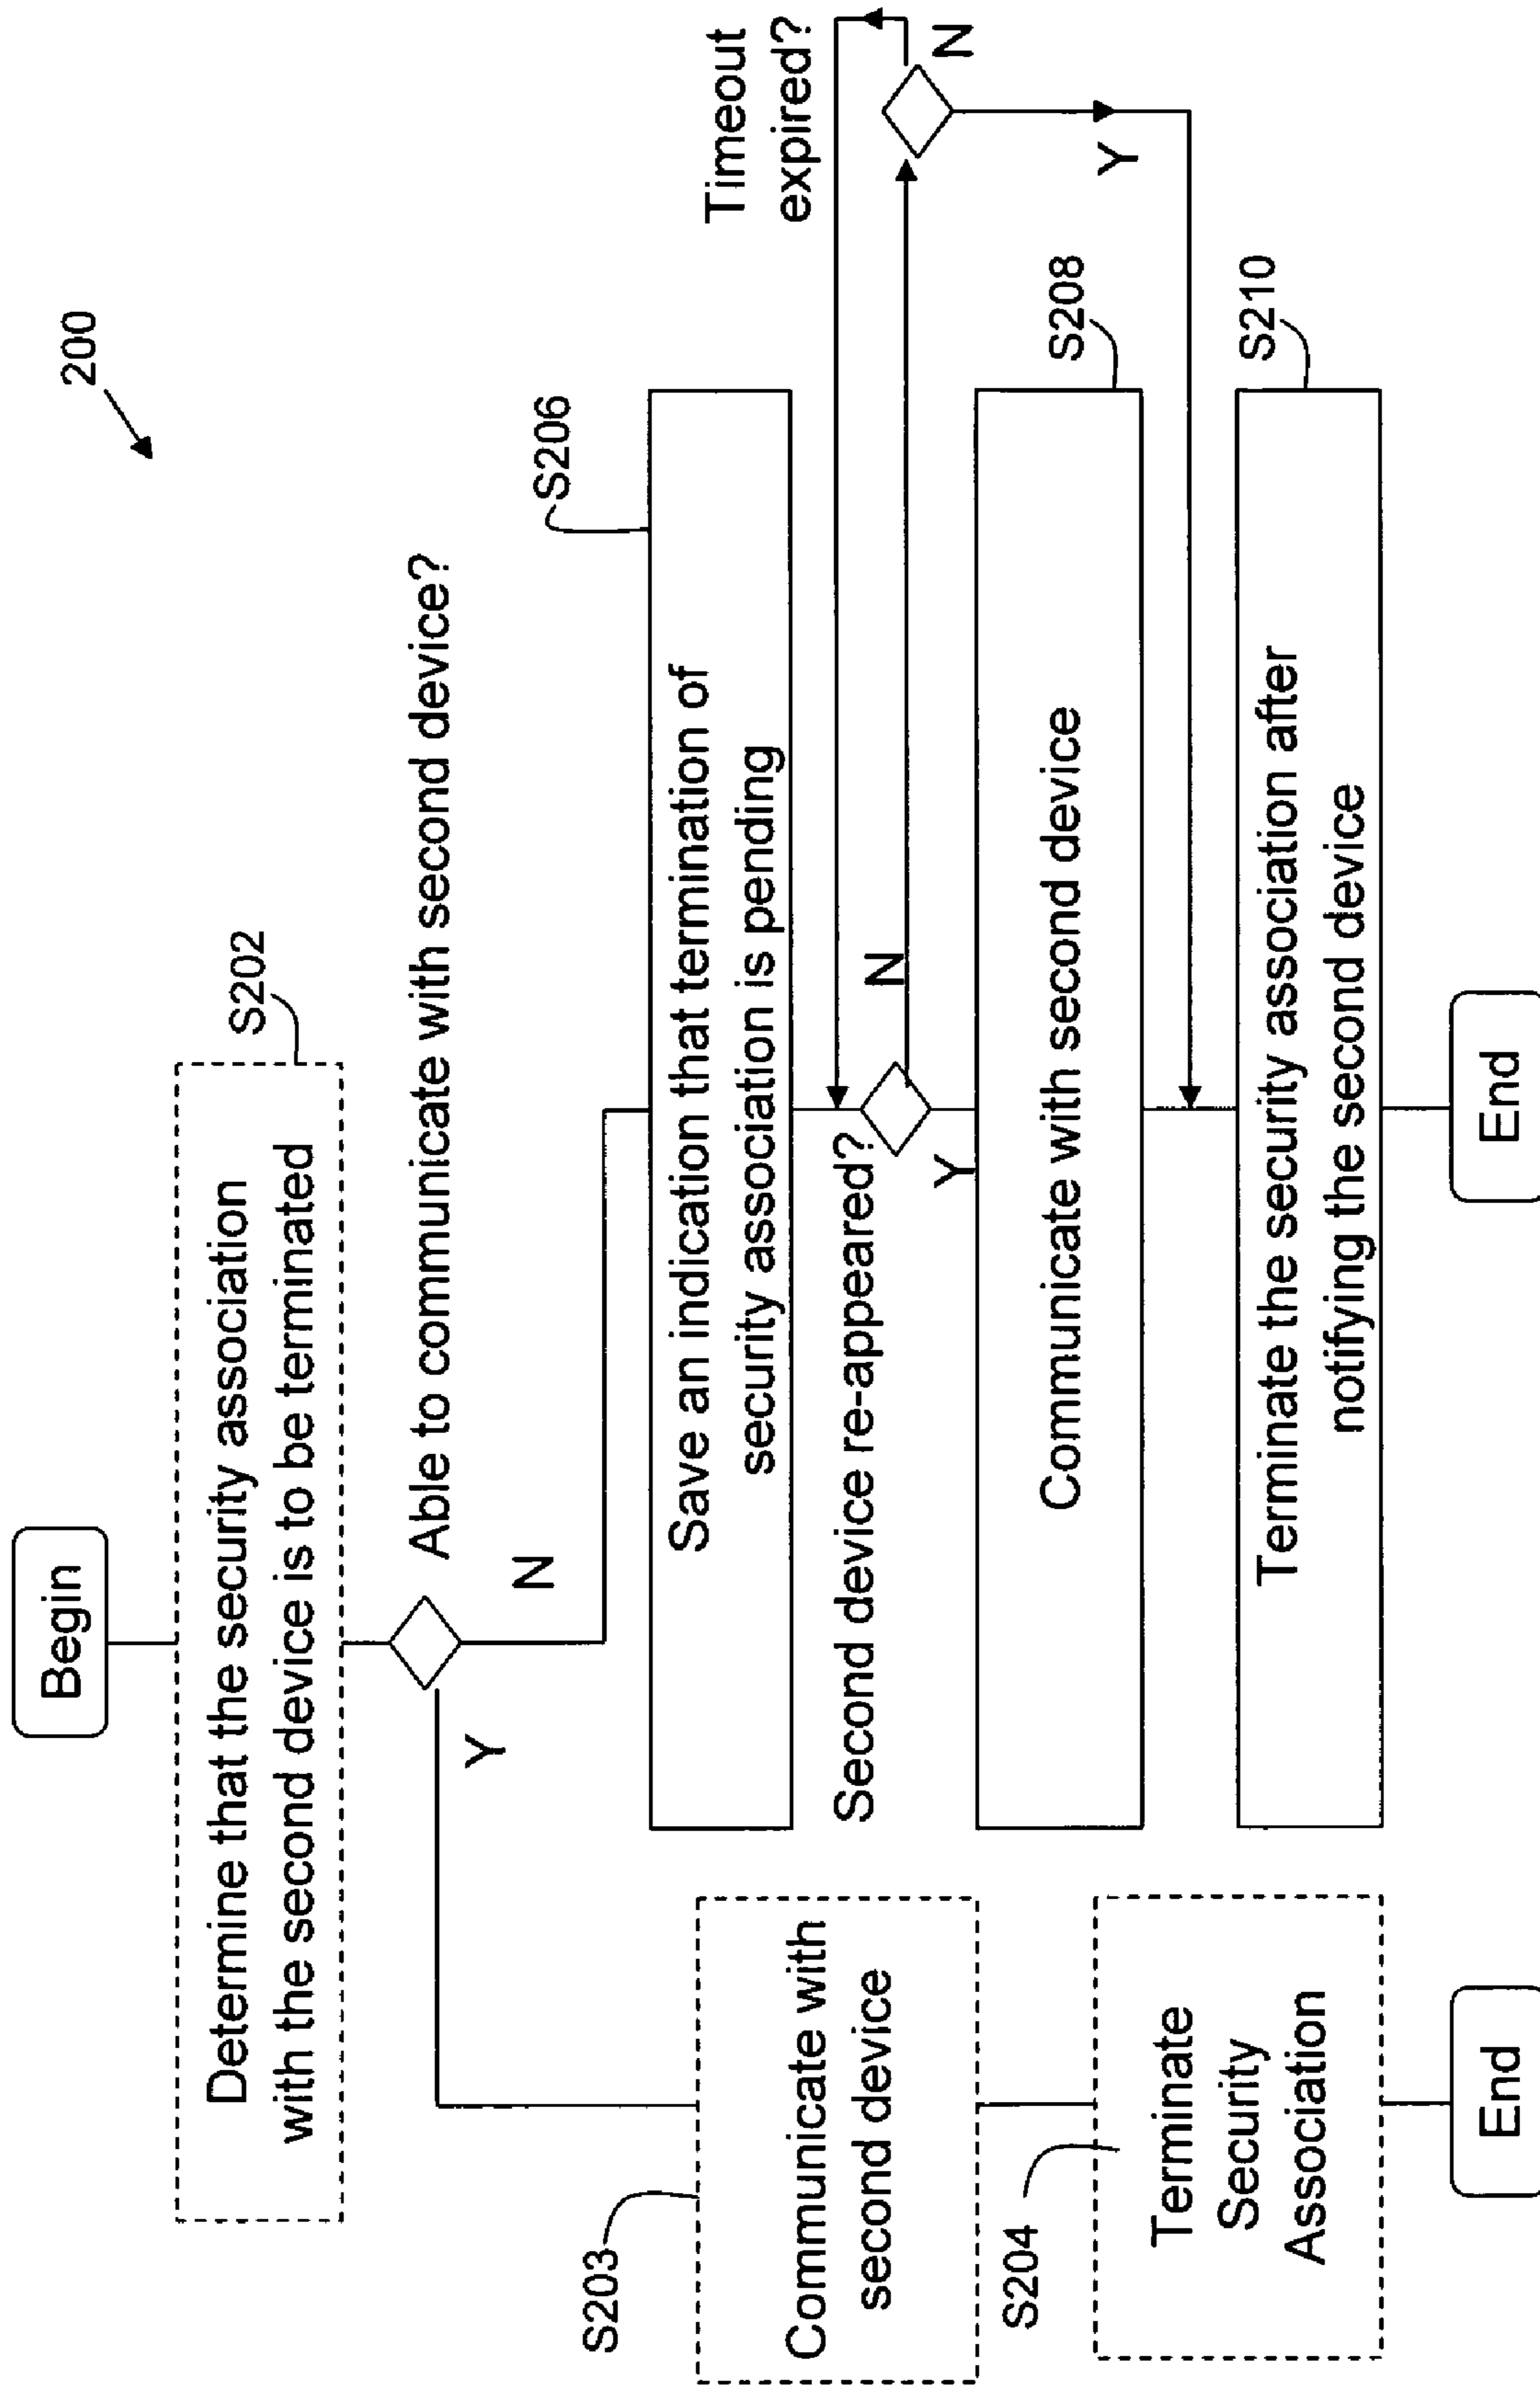 200
Begin
Determine that the security association
with the second device is to be terminated
S202
Able to communicate with second device?
Y
N
S206
Save an indication that termination of
security association is pending
Timeout
expired?
Second device re-appeared?
N
N
Y
Y
S203
Communicate with
second device
Communicate with second device
S208
S204
Terminate
Security
Association
Terminate the security association after
notifying the second device
S210
End
End